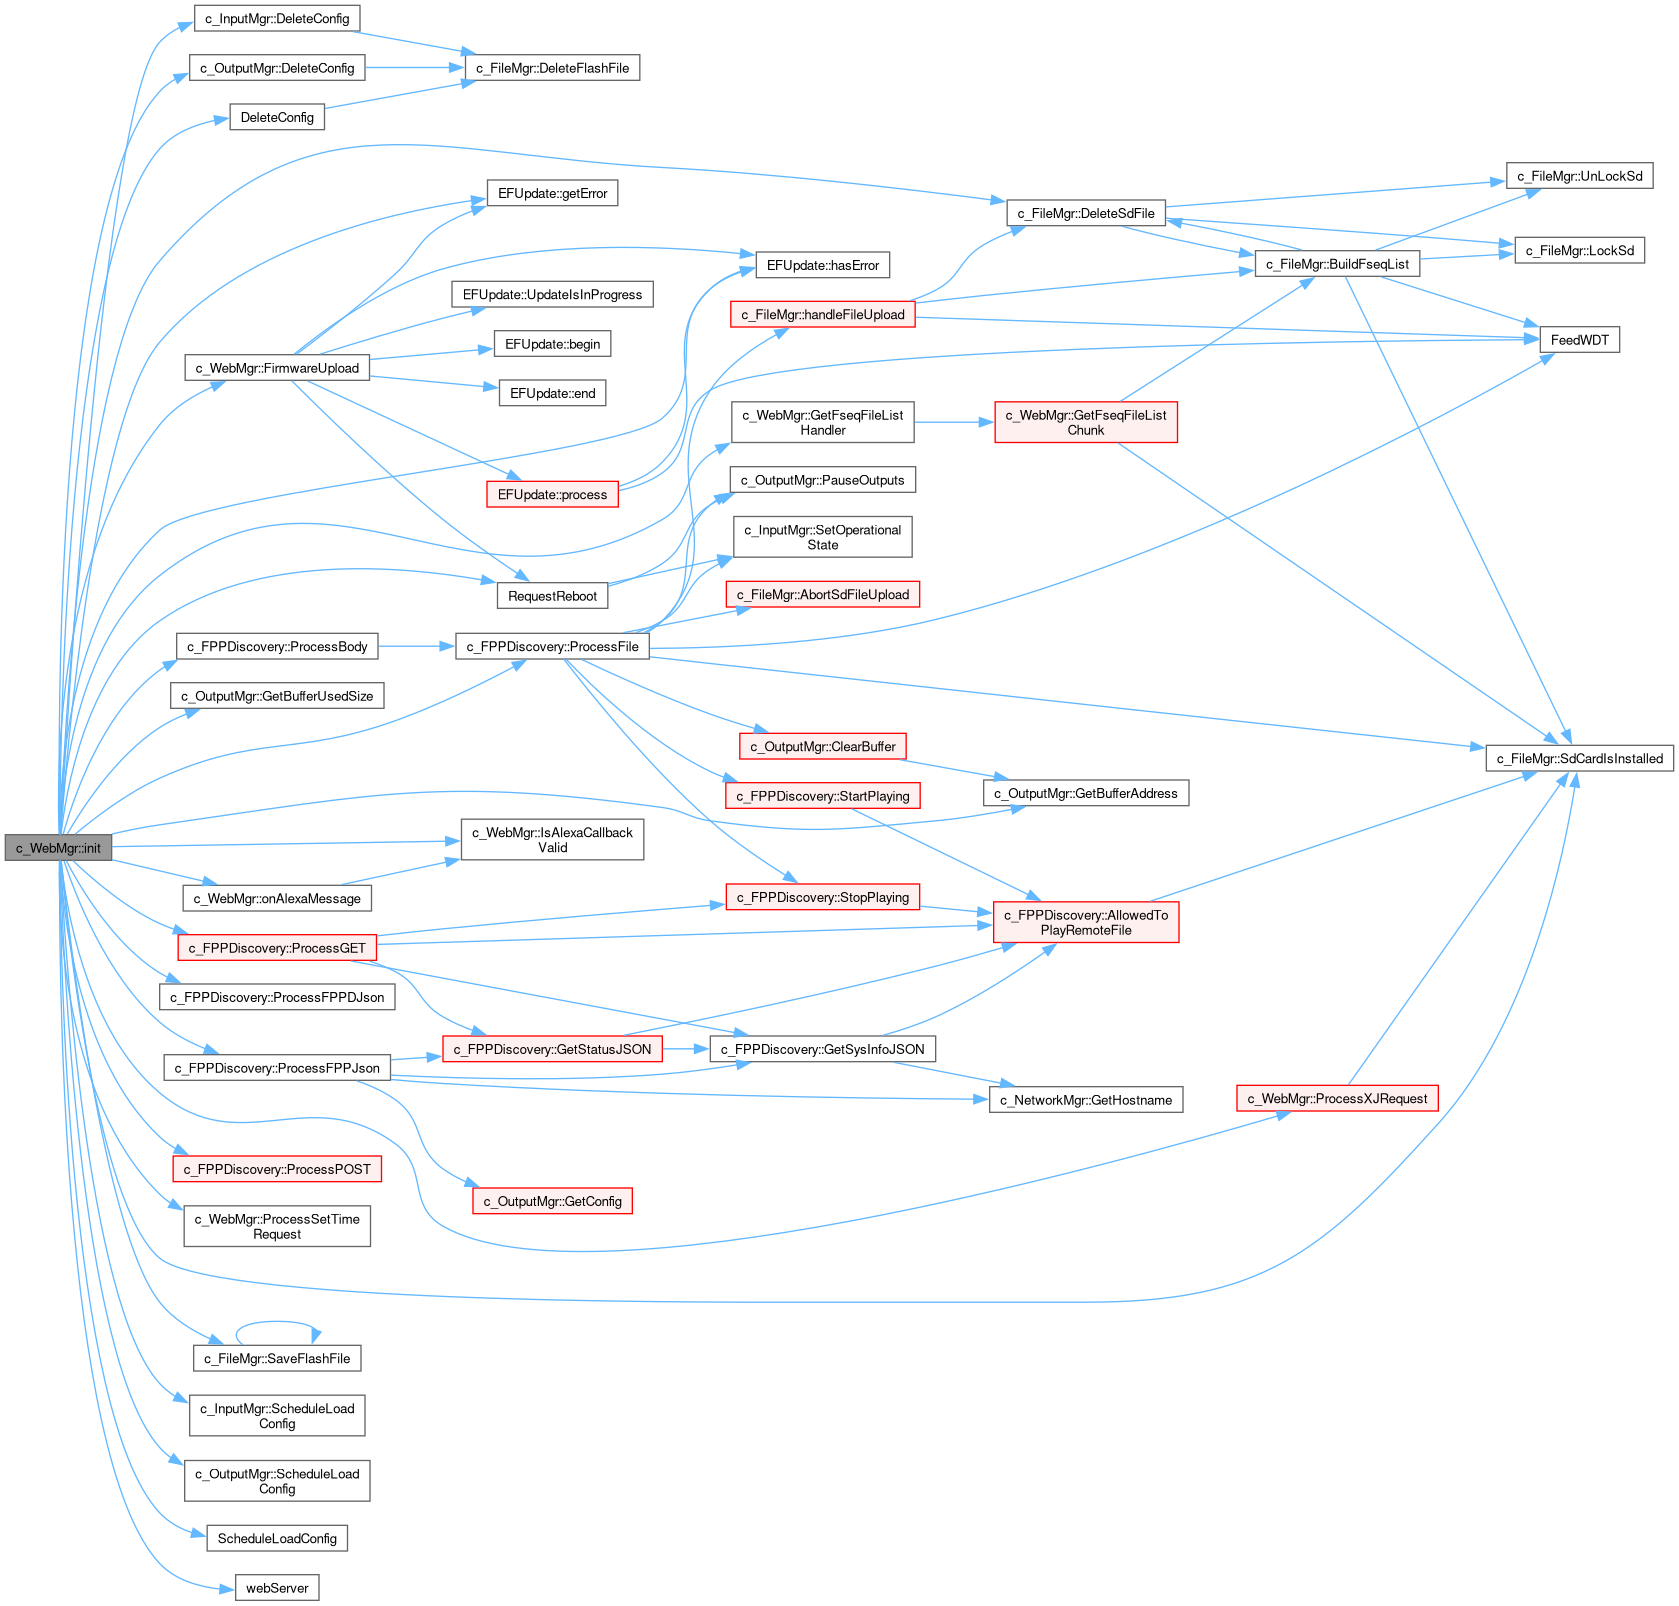 c_InputMgr::DeleteConfig
c_OutputMgr::DeleteConfig
c_FileMgr::DeleteFlashFile
DeleteConfig
EFUpdate::getError
c_FileMgr::DeleteSdFile
c_FileMgr::UnLockSd
EFUpdate::hasError
c_FileMgr::BuildFseqList
c_FileMgr::LockSd
EFUpdate::UpdateIsInProgress
c_FileMgr::handleFileUpload
EFUpdate::begin
FeedWDT
c_WebMgr::FirmwareUpload
EFUpdate::end
c_WebMgr::GetFseqFileList
Handler
c_WebMgr::GetFseqFileList
Chunk
EFUpdate::process
c_OutputMgr::PauseOutputs
c_InputMgr::SetOperational
State
RequestReboot
c_FileMgr::AbortSdFileUpload
c_FPPDiscovery::ProcessBody
c_FPPDiscovery::ProcessFile
c_OutputMgr::GetBufferUsedSize
c_OutputMgr::ClearBuffer
c_FileMgr::SdCardIsInstalled
c_FPPDiscovery::StartPlaying
c_OutputMgr::GetBufferAddress
c_WebMgr::init
c_WebMgr::IsAlexaCallback
Valid
c_WebMgr::onAlexaMessage
c_FPPDiscovery::StopPlaying
c_FPPDiscovery::AllowedTo
PlayRemoteFile
c_FPPDiscovery::ProcessGET
c_FPPDiscovery::ProcessFPPDJson
c_FPPDiscovery::GetStatusJSON
c_FPPDiscovery::GetSysInfoJSON
c_FPPDiscovery::ProcessFPPJson
c_NetworkMgr::GetHostname
c_WebMgr::ProcessXJRequest
c_FPPDiscovery::ProcessPOST
c_OutputMgr::GetConfig
c_WebMgr::ProcessSetTime
Request
c_FileMgr::SaveFlashFile
c_InputMgr::ScheduleLoad
Config
c_OutputMgr::ScheduleLoad
Config
ScheduleLoadConfig
webServer